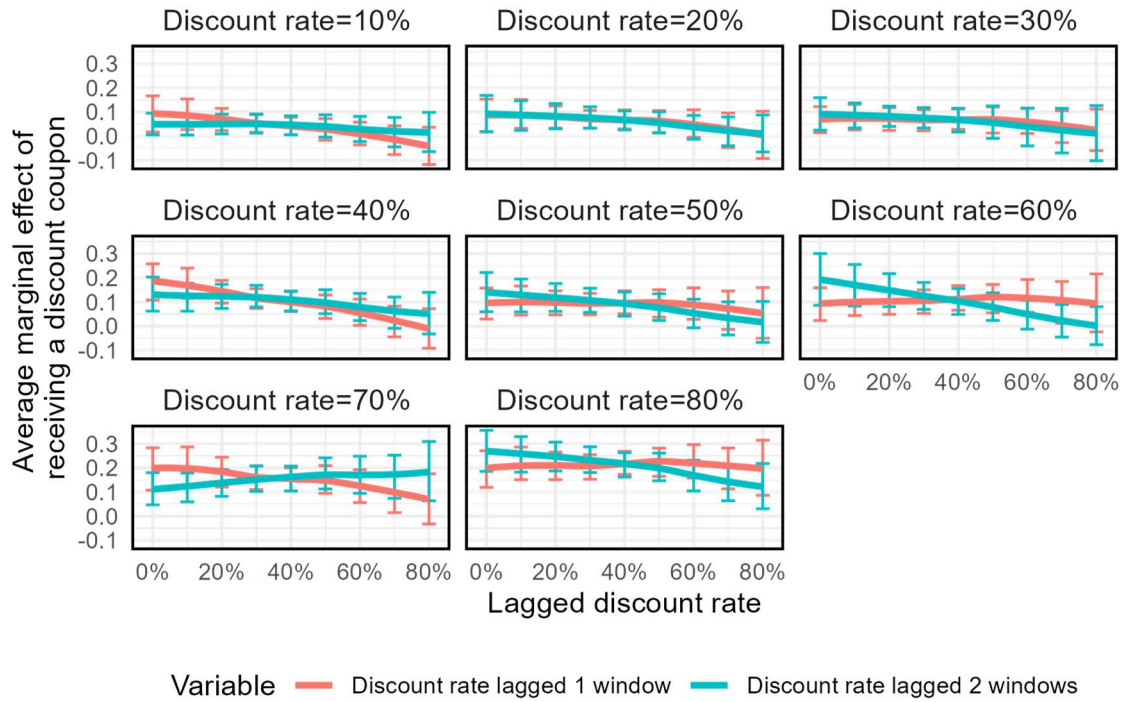 Discount rate=10%
Discount rate=20%
Discount rate=30%
0.3
0.2
0.1
0.0
-0.1
Discount rate=40%
Discount rate=50%
Discount rate=60%
0.3
0.2
0.1
0.0
-0.1
0% 20% 40% 60% 80%
Discount rate=70%
Discount rate=80%
0.3
0.2
0.1
0.0
-0.1
0% 20% 40% 60% 80%
0% 20% 40% 60% 80%
Average marginal effect of
receiving a discount coupon
Lagged discount rate
Variable
Discount rate lagged 1 window
Discount rate lagged 2 windows